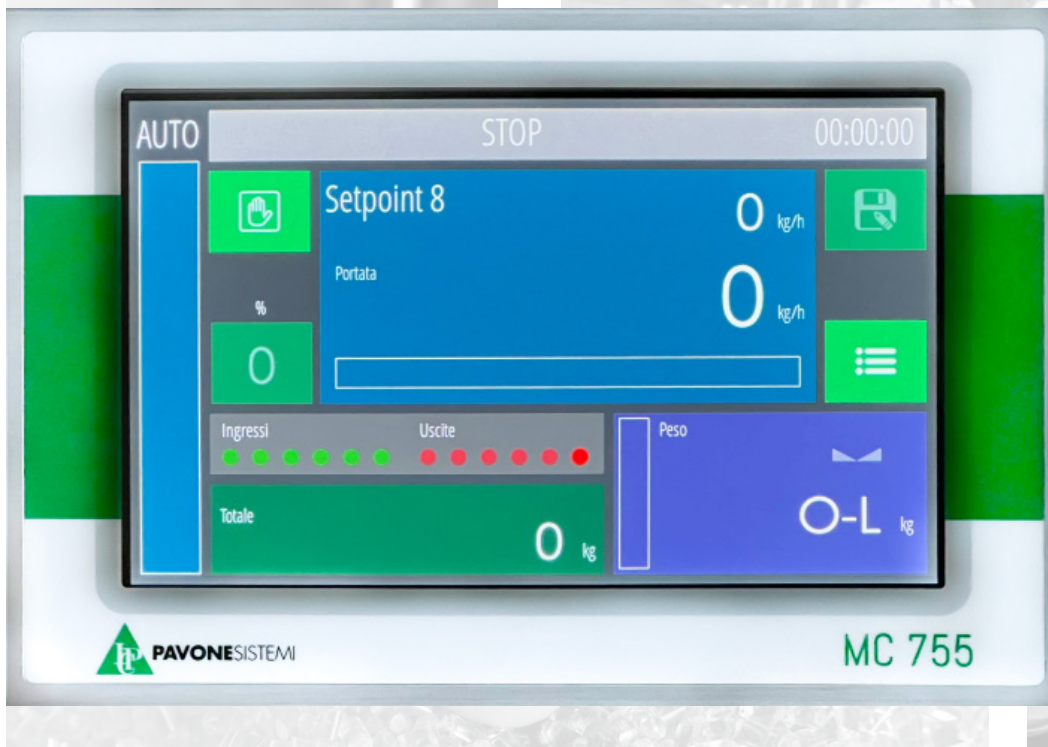 AUTO STOP 00:00:00
Setpoint 8 0 kg/h
Portata 0 kg/h
%
0
Ingressi Uscite
Peso
O-L kg
Totale 0 kg
PAVONESISTEMI
MC 755